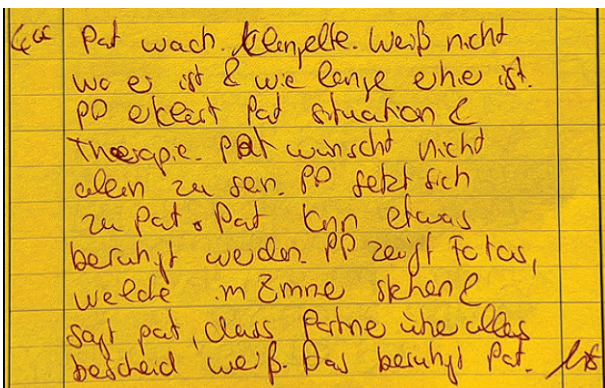 4⁰⁰ Pat wach. klingelte. Weiß nicht
wo er ist & wie lange er hier ist.
PP erklärt Pat situation &
Therapie. PAt wünscht nicht
allein zu sein. PP setzt sich
zu Pat. Pat kann etwas
beruhigt werden. PP zeigt Fotos,
welche im Zimmer stehen &
sagt pat, dass Partner über alles
bescheid weiß. Das beruhigt Pat.